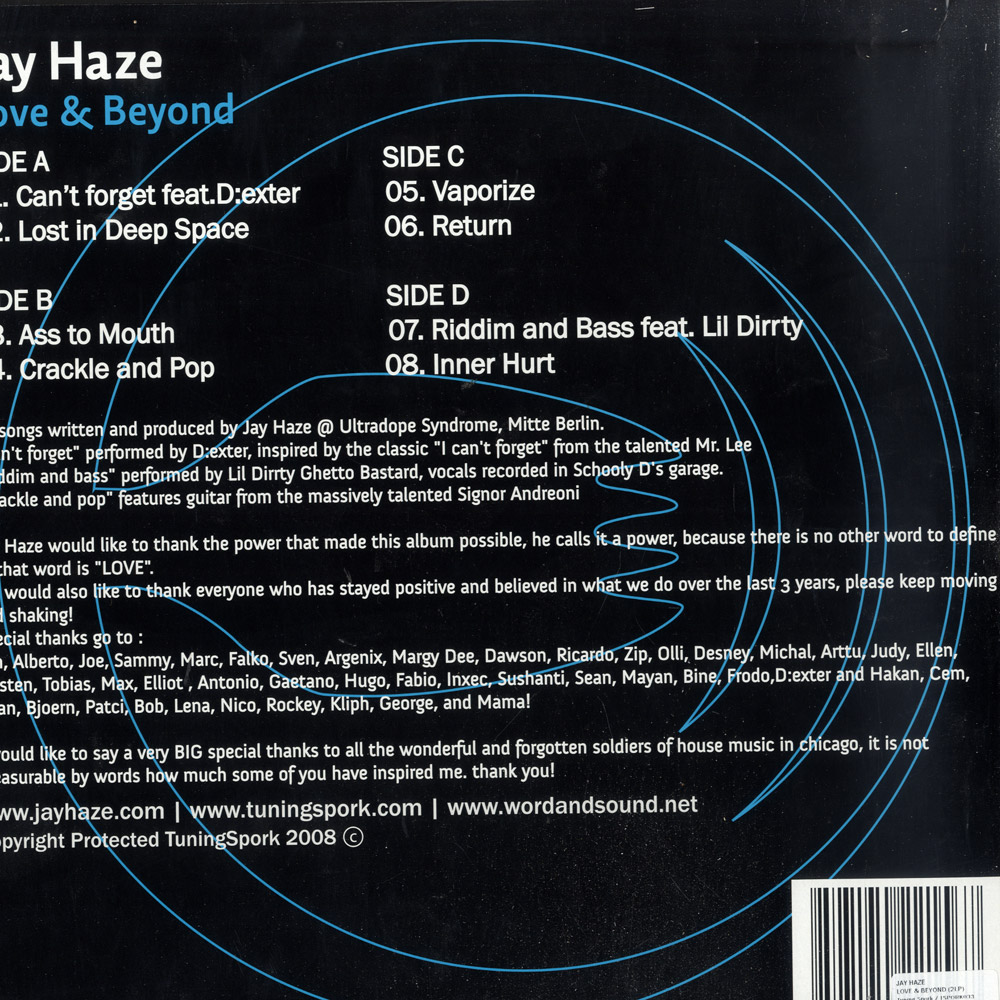 ay Haze
ove & Beyond
DE A
1. Can't forget feat.D:exter
2. Lost in Deep Space
DE B
3. Ass to Mouth
4. Crackle and Pop
SIDE C
05. Vaporize
06. Return
SIDE D
07. Riddim and Bass feat. Lil Dirrty
08. Inner Hurt
songs written and produced by Jay Haze @ Ultradope Syndrome, Mitte Berlin.
n't forget" performed by D:exter, inspired by the classic "I can't forget" from the talented Mr. Lee
ddim and bass" performed by Lil Dirrty Ghetto Bastard, vocals recorded in Schooly D's garage.
ackle and pop" features guitar from the massively talented Signor Andreoni
Haze would like to thank the power that made this album possible, he calls it a power, because there is no other word to define
that word is "LOVE".
would also like to thank everyone who has stayed positive and believed in what we do over the last 3 years, please keep moving
d shaking!
ecial thanks go to :
n, Alberto, Joe, Sammy, Marc, Falko, Sven, Argenix, Margy Dee, Dawson, Ricardo, Zip, Olli, Desney, Michal, Arttu, Judy, Ellen,
sten, Tobias, Max, Elliot , Antonio, Gaetano, Hugo, Fabio, Inxec, Sushanti, Sean, Mayan, Bine, Frodo,D:exter and Hakan, Cem,
an, Bjoern, Patci, Bob, Lena, Nico, Rockey, Kliph, George, and Mama!
ould like to say a very BIG special thanks to all the wonderful and forgotten soldiers of house music in chicago, it is not
easurable by words how much some of you have inspired me. thank you!
ww.jayhaze.com | www.tuningspork.com | www.wordandsound.net
opyright Protected TuningSpork 2008 ©
JAY HAZE
LOVE & BEYOND (2LP)